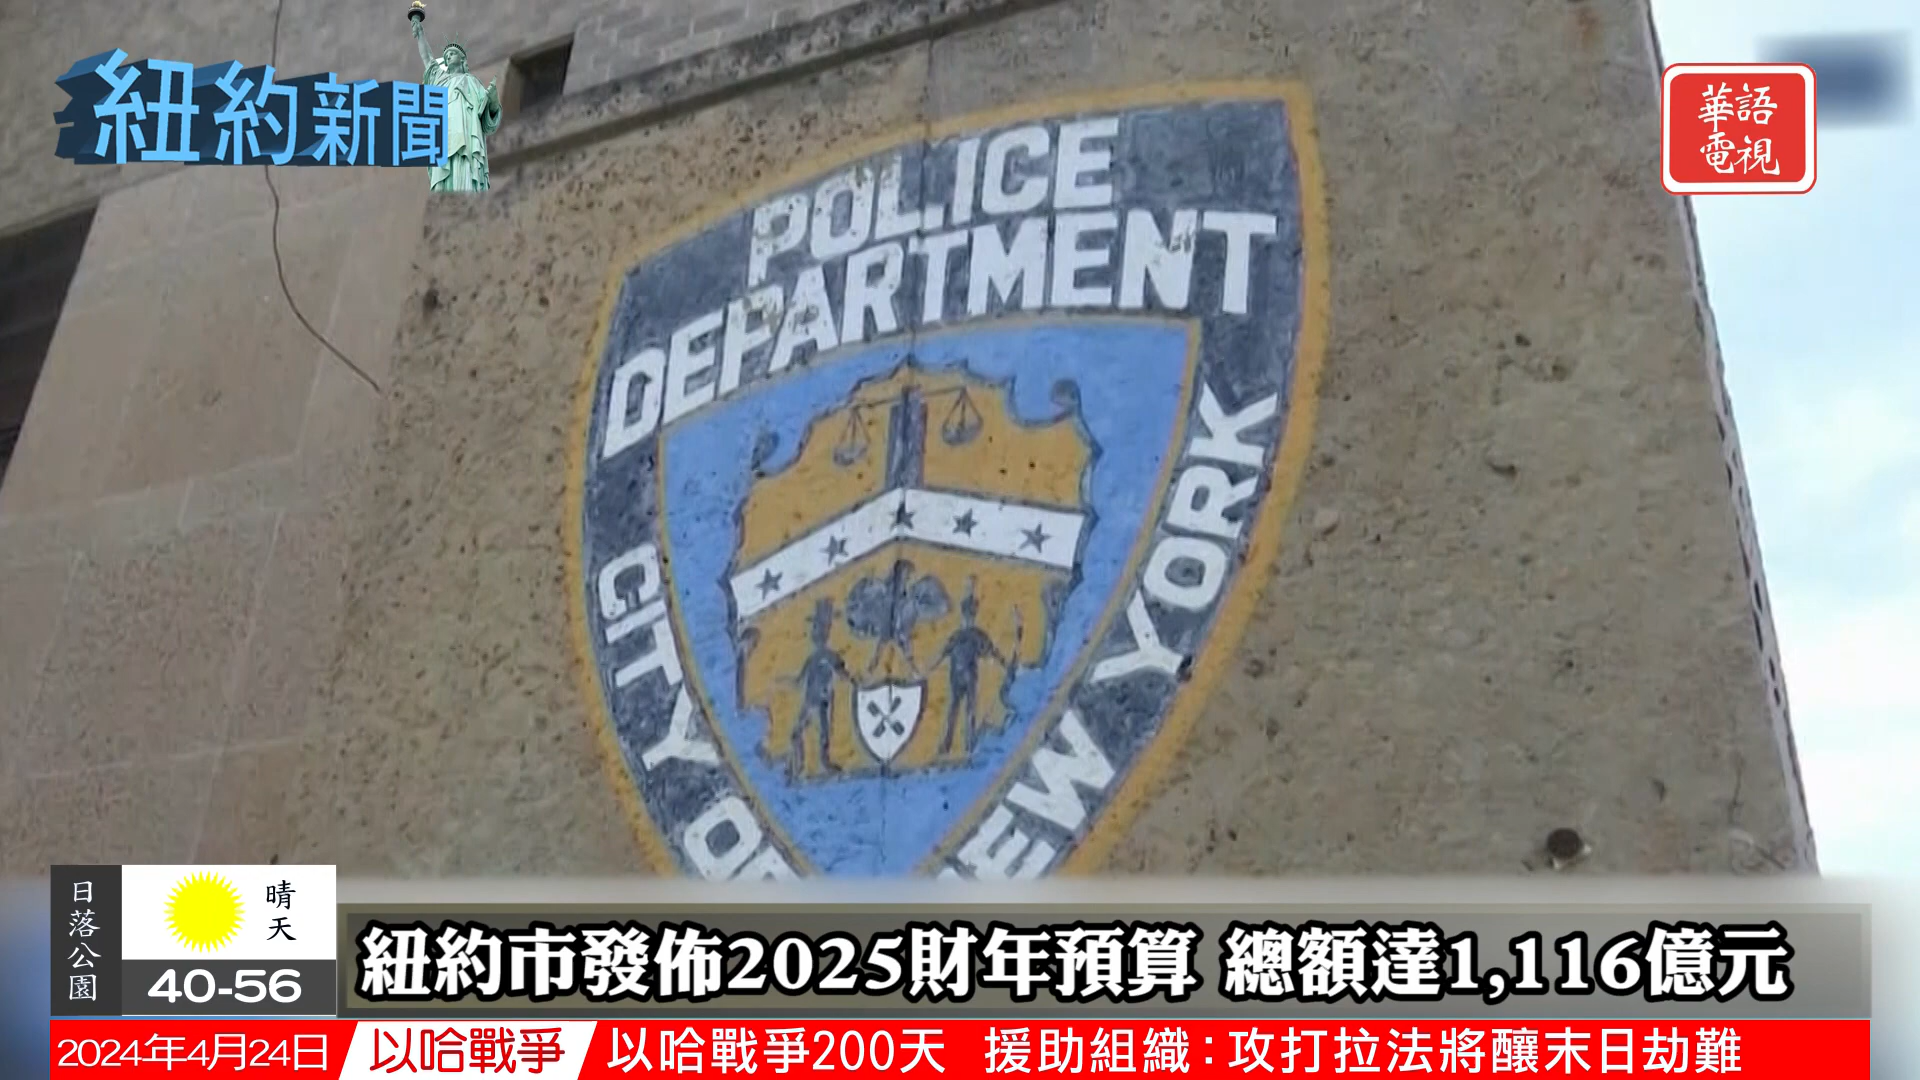 紐約新聞
華語
電視
POLICE
DEPARTMENT
CITY OF
NEW YORK
日落公園
晴天
40-56
紐約市發佈2025財年預算 總額達1,116億元
2024年4月24日
以哈戰爭
以哈戰爭200天 援助組織:攻打拉法將釀末日劫難